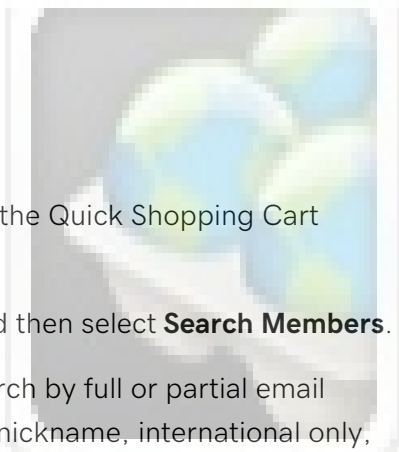 the Quick Shopping Cart
d then select Search Members.
rch by full or partial email
nickname, international only,